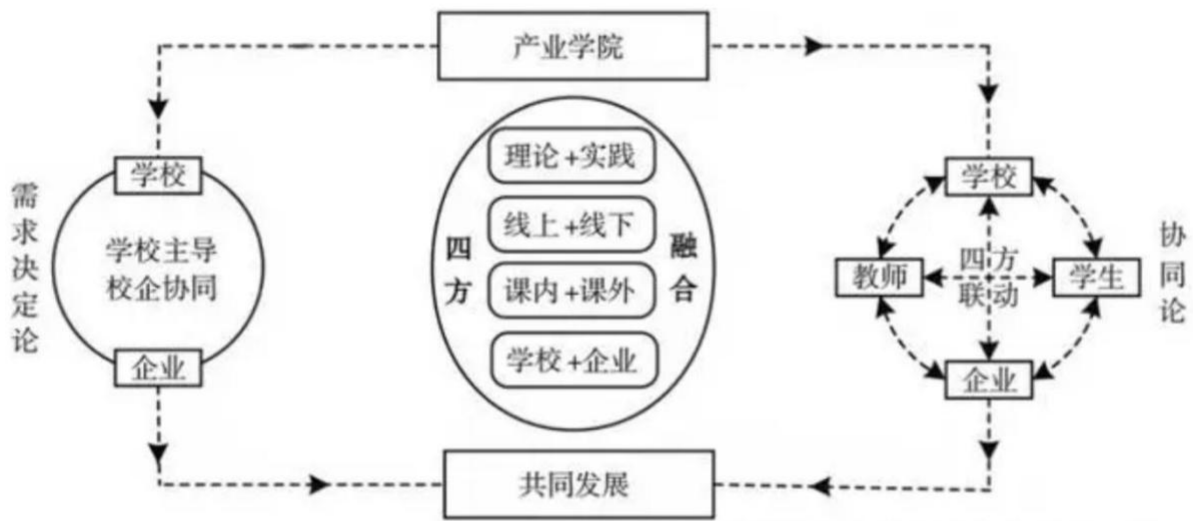 产业学院
需求决定论
学校
学校主导
校企协同
企业
四方
理论+实践
线上+线下
课内+课外
学校+企业
融合
学校
教师
四方
联动
学生
企业
协同论
共同发展